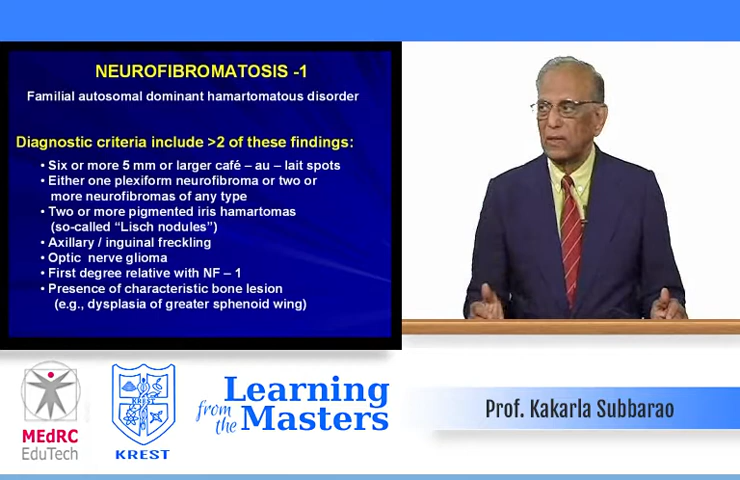 NEUROFIBROMATOSIS -1
Familial autosomal dominant hamartomatous disorder
Diagnostic criteria include >2 of these findings:
• Six or more 5 mm or larger café – au – lait spots
• Either one plexiform neurofibroma or two or
more neurofibromas of any type
• Two or more pigmented iris hamartomas
(so-called “Lisch nodules”)
• Axillary / inguinal freckling
• Optic nerve glioma
• First degree relative with NF – 1
• Presence of characteristic bone lesion
(e.g., dysplasia of greater sphenoid wing)
MEdRC
EduTech
KREST
KREST
Learning
from the
Masters
Prof. Kakarla Subbarao